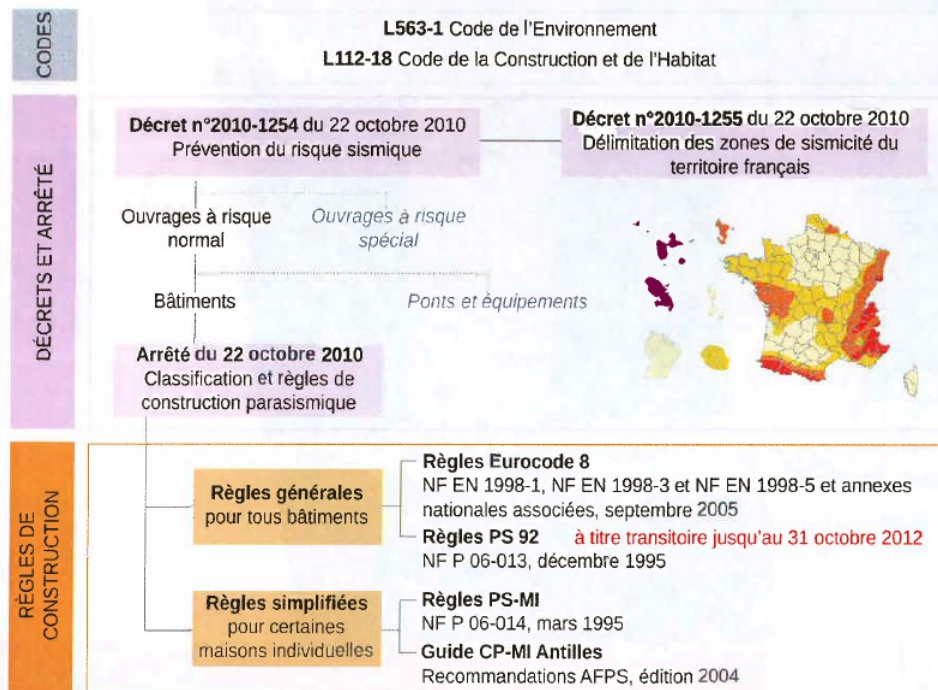 CODES
L563-1 Code de l'Environnement
L112-18 Code de la Construction et de l'Habitat
DÉCRETS ET ARRÊTÉ
Décret n°2010-1254 du 22 octobre 2010
Prévention du risque sismique
Décret n°2010-1255 du 22 octobre 2010
Délimitation des zones de sismicité du
territoire français
Ouvrages à risque
normal
Ouvrages à risque
spécial
Bâtiments
Ponts et équipements
Arrêté du 22 octobre 2010
Classification et règles de
construction parasismique
RÈGLES DE
CONSTRUCTION
Règles générales
pour tous bâtiments
Règles Eurocode 8
NF EN 1998-1, NF EN 1998-3 et NF EN 1998-5 et annexes
nationales associées, septembre 2005
Règles PS 92 à titre transitoire jusqu'au 31 octobre 2012
NF P 06-013, décembre 1995
Règles simplifiées
pour certaines
maisons individuelles
Règles PS-MI
NF P 06-014, mars 1995
Guide CP-MI Antilles
Recommandations AFPS, édition 2004